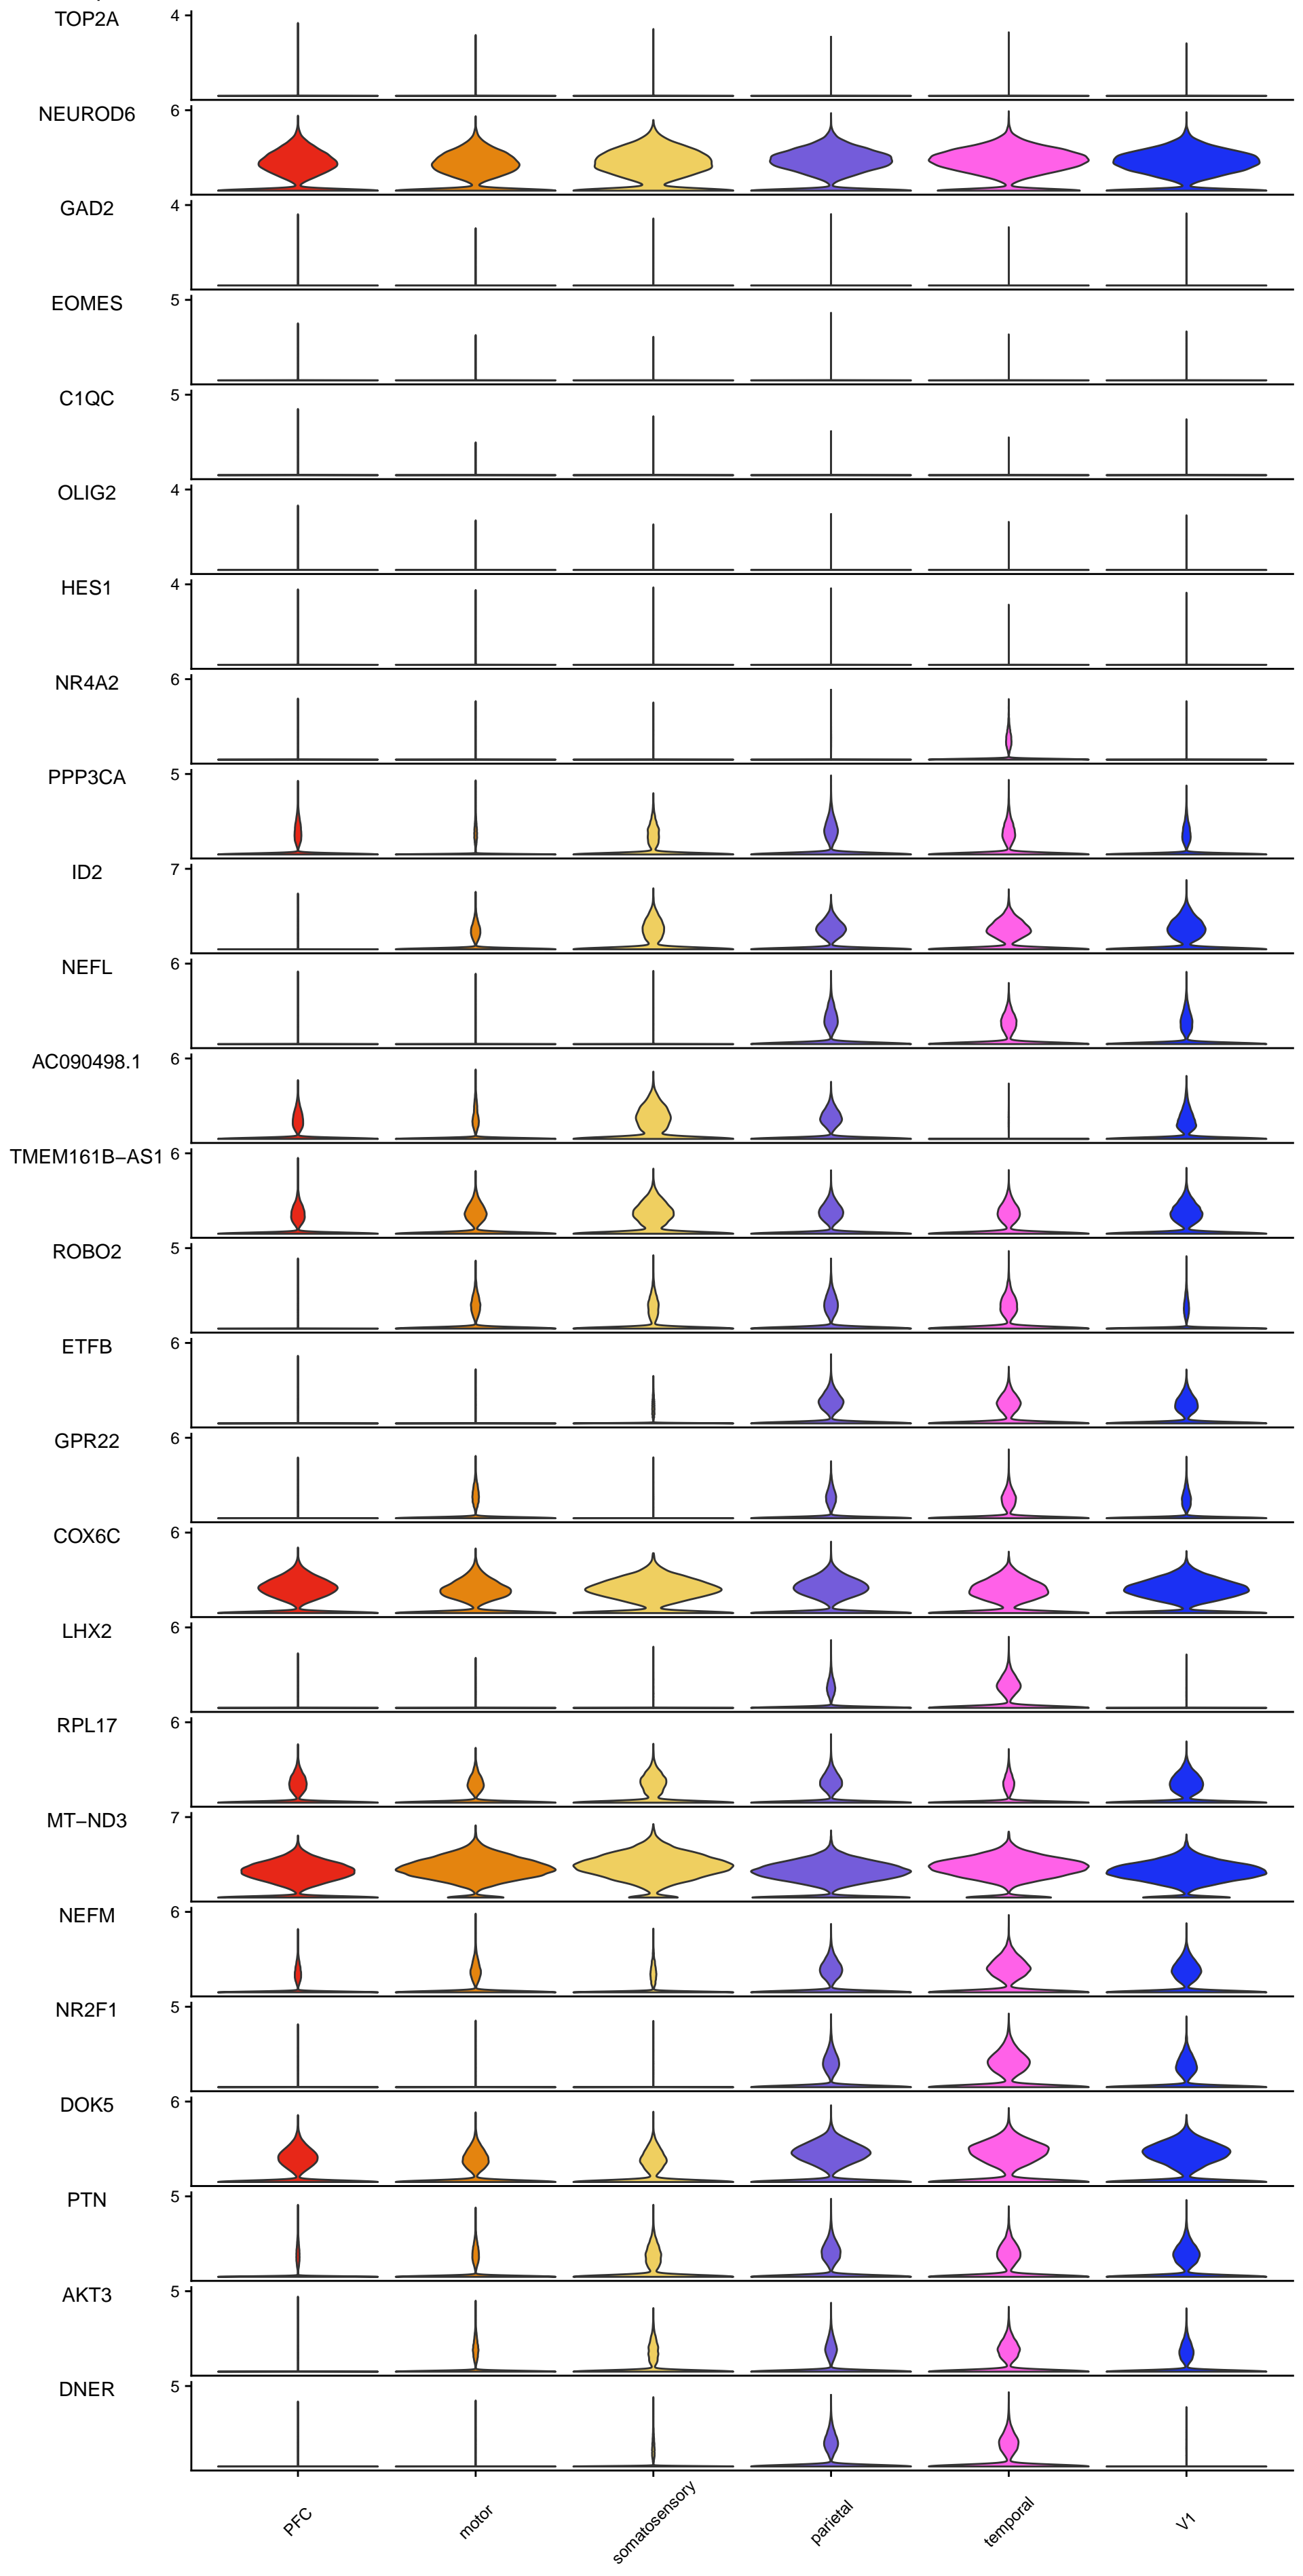 TOP2A 4
NEUROD6 6
GAD2 4
EOMES 5
C1QC 5
OLIG2 4
HES1 4
NR4A2 6
PPP3CA 5
ID2 7
NEFL 6
AC090498.1 6
TMEM161B−AS1 6
ROBO2 5
ETFB 6
GPR22 6
COX6C 6
LHX2 6
RPL17 6
MT−ND3 7
NEFM 6
NR2F1 5
DOK5 6
PTN 5
AKT3 5
DNER 5
PFC motor somatosensory parietal temporal V1